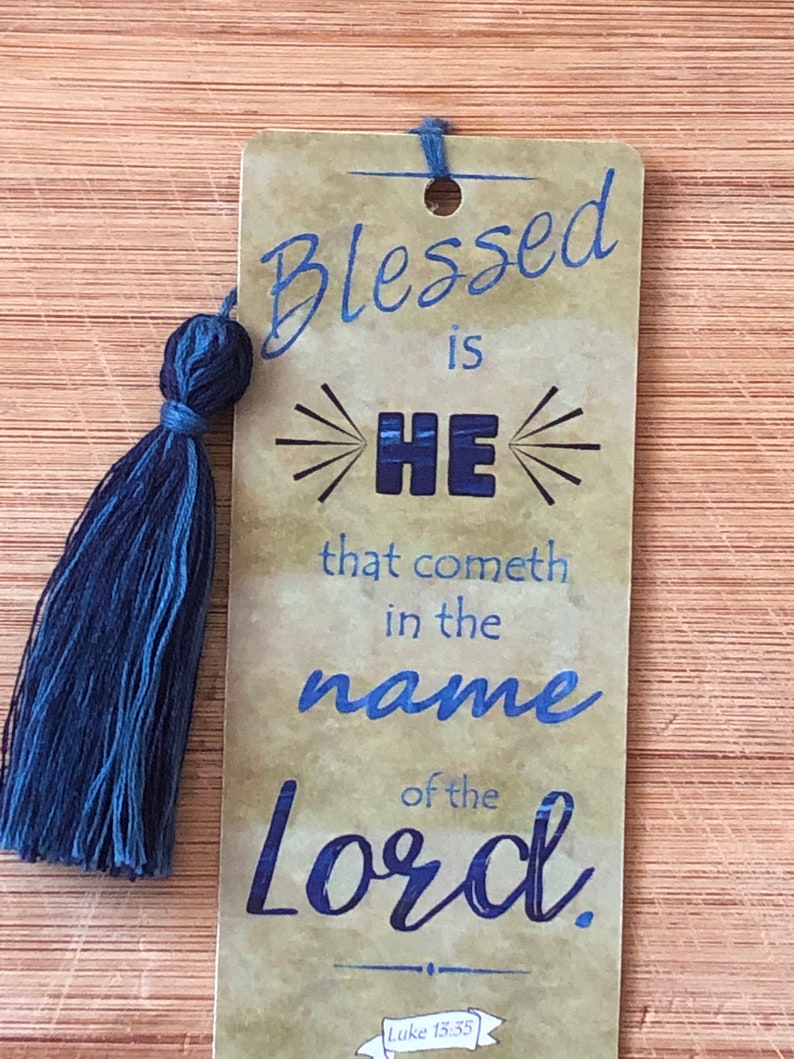 Blessed
is
HE
that cometh
in the
name
of the
Lord.
Luke 13:35